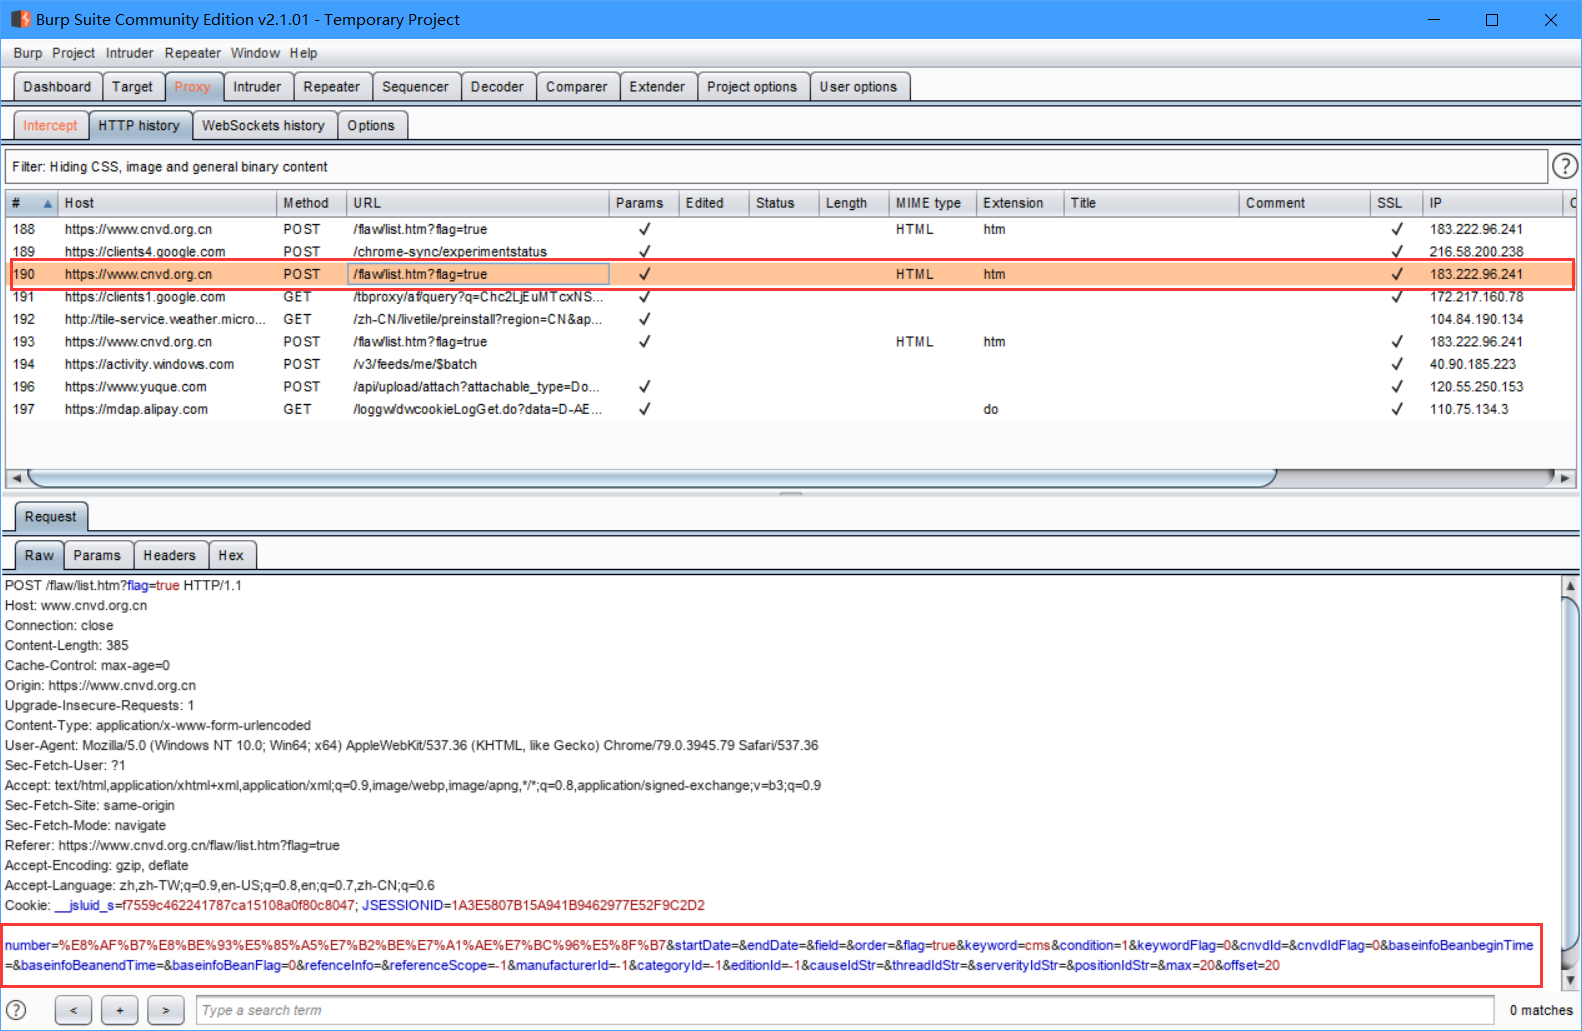 Burp Suite Community Edition v2.1.01 - Temporary Project
Burp Project Intruder Repeater Window Help
Dashboard Target Proxy Intruder Repeater Sequencer Decoder Comparer Extender Project options User options
Intercept HTTP history WebSockets history Options
Filter: Hiding CSS, image and general binary content
?
# Host Method URL Params Edited Status Length MIME type Extension Title Comment SSL IP
188 https://www.cnvd.org.cn POST /flaw/list.htm?flag=true ✓ HTML htm ✓ 183.222.96.241
189 https://clients4.google.com POST /chrome-sync/experimentstatus ✓ ✓ 216.58.200.238
190 https://www.cnvd.org.cn POST /flaw/list.htm?flag=true ✓ HTML htm ✓ 183.222.96.241
191 https://clients1.google.com GET /tbproxy/af/query?q=Chc2LjEuMTcxNS... ✓ ✓ 172.217.160.78
192 http://tile-service.weather.micro... GET /zh-CN/livetile/preinstall?region=CN&ap... ✓ 104.84.190.134
193 https://www.cnvd.org.cn POST /flaw/list.htm?flag=true ✓ HTML htm ✓ 183.222.96.241
194 https://activity.windows.com POST /v3/feeds/me/$batch ✓ 40.90.185.223
196 https://www.yuque.com POST /api/upload/attach?attachable_type=Do... ✓ ✓ 120.55.250.153
197 https://mdap.alipay.com GET /loggw/dwcookieLogGet.do?data=D-AE... ✓ do ✓ 110.75.134.3
Request
Raw Params Headers Hex
POST /flaw/list.htm?flag=true HTTP/1.1
Host: www.cnvd.org.cn
Connection: close
Content-Length: 385
Cache-Control: max-age=0
Origin: https://www.cnvd.org.cn
Upgrade-Insecure-Requests: 1
Content-Type: application/x-www-form-urlencoded
User-Agent: Mozilla/5.0 (Windows NT 10.0; Win64; x64) AppleWebKit/537.36 (KHTML, like Gecko) Chrome/79.0.3945.79 Safari/537.36
Sec-Fetch-User: ?1
Accept: text/html,application/xhtml+xml,application/xml;q=0.9,image/webp,image/apng,*/*;q=0.8,application/signed-exchange;v=b3;q=0.9
Sec-Fetch-Site: same-origin
Sec-Fetch-Mode: navigate
Referer: https://www.cnvd.org.cn/flaw/list.htm?flag=true
Accept-Encoding: gzip, deflate
Accept-Language: zh,zh-TW;q=0.9,en-US;q=0.8,en;q=0.7,zh-CN;q=0.6
Cookie: __jsluid_s=f7559c462241787ca15108a0f80c8047; JSESSIONID=1A3E5807B15A941B9462977E52F9C2D2
number=%E8%AF%B7%E8%BE%93%E5%85%A5%E7%B2%BE%E7%A1%AE%E7%BC%96%E5%8F%B7&startDate=&endDate=&field=&order=&flag=true&keyword=cms&condition=1&keywordFlag=0&cnvdId=&cnvdIdFlag=0&baseinfoBeanbeginTime
=&baseinfoBeanendTime=&baseinfoBeanFlag=0&refenceInfo=&referenceScope=-1&manufacturerId=-1&categoryId=-1&editionId=-1&causeIdStr=&threadIdStr=&serverityIdStr=&positionIdStr=&max=20&offset=20
? < + > Type a search term 0 matches